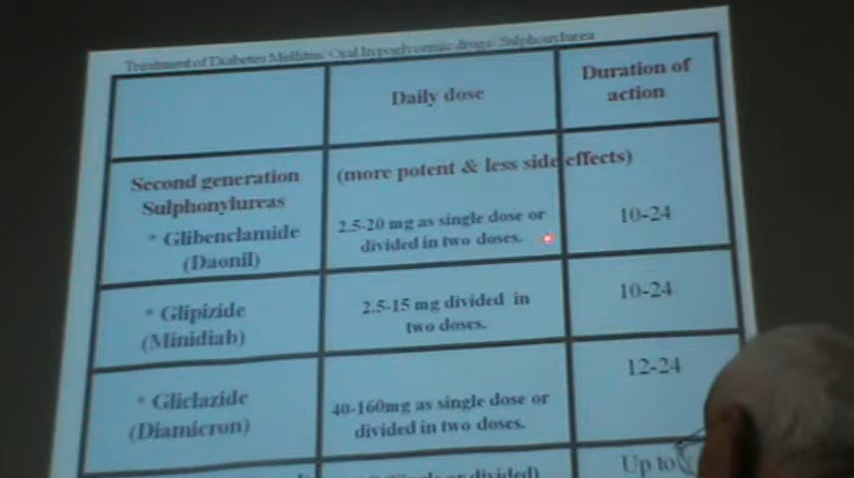 Treatment of Diabetes Mellitus/ Oral hypoglycemic drugs/ Sulphonylurea
Daily dose
Duration of
action
Second generation
Sulphonylureas
(more potent & less side effects)
* Glibenclamide
(Daonil)
2.5-20 mg as single dose or
divided in two doses.
10-24
* Glipizide
(Minidiab)
2.5-15 mg divided in
two doses.
10-24
* Gliclazide
(Diamicron)
40-160mg as single dose or
divided in two doses.
12-24
or divided)
Up to